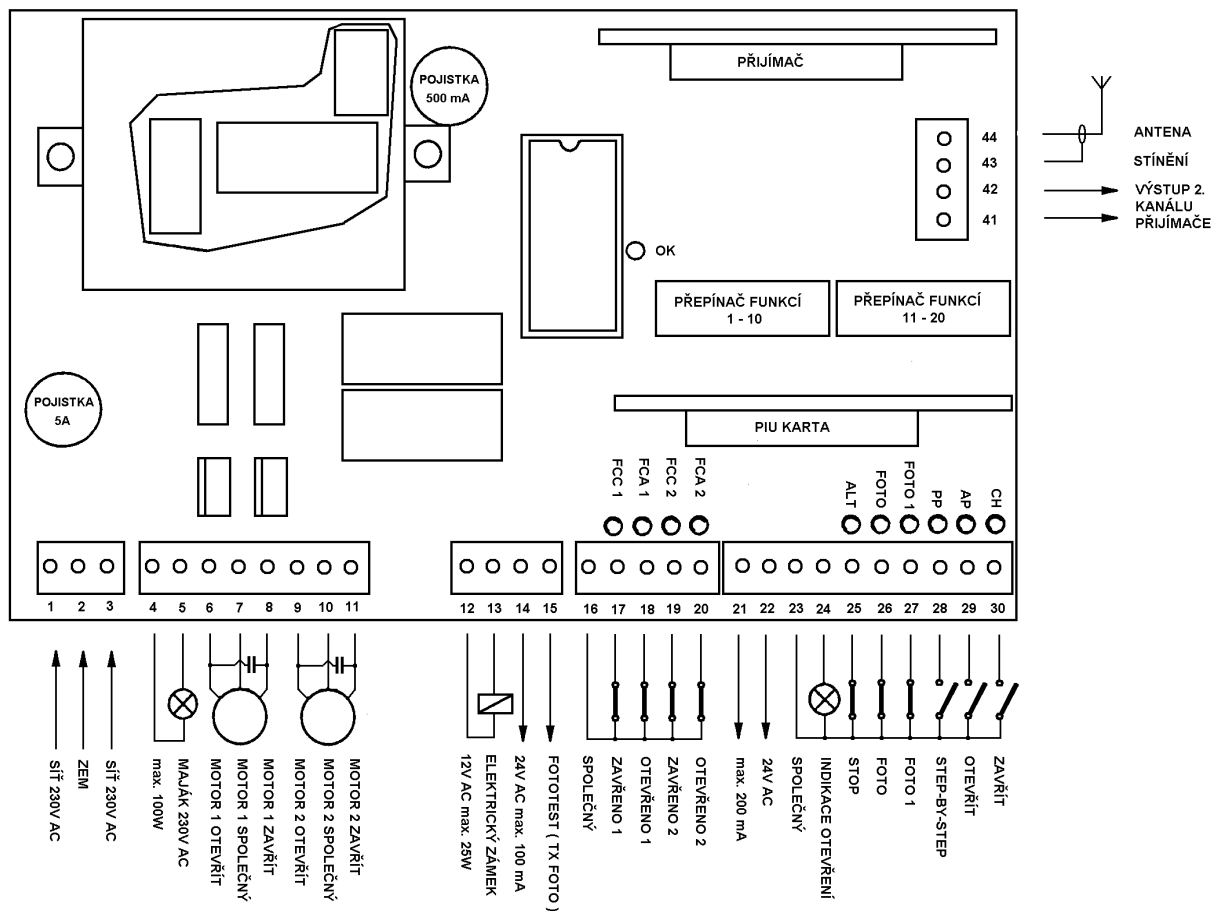 POJISTKA
500 mA
PŘIJÍMAČ
44
43
42
41
ANTENA
STÍNĚNÍ
VÝSTUP 2.
KANÁLU
PŘIJÍMAČE
OK
PŘEPÍNAČ FUNKCÍ
1 - 10
PŘEPÍNAČ FUNKCÍ
11 - 20
POJISTKA
5A
PIU KARTA
FCC 1
FCA 1
FCC 2
FCA 2
ALT
FOTO
FOTO 1
PP
AP
CH
1 2 3 4 5 6 7 8 9 10 11 12 13 14 15 16 17 18 19 20 21 22 23 24 25 26 27 28 29 30
SÍŤ 230V AC
ZEM
SÍŤ 230V AC
max. 100W
MAJÁK 230V AC
MOTOR 1 OTEVŘÍT
MOTOR 1 SPOLEČNÝ
MOTOR 1 ZAVŘÍT
MOTOR 2 OTEVŘÍT
MOTOR 2 SPOLEČNÝ
MOTOR 2 ZAVŘÍT
12V AC max. 25W
ELEKTRICKÝ ZÁMEK
24V AC max. 100 mA
FOTOTEST ( TX FOTO )
SPOLEČNÝ
ZAVŘENO 1
OTEVŘENO 1
ZAVŘENO 2
OTEVŘENO 2
max. 200 mA
24V AC
SPOLEČNÝ
INDIKACE OTEVŘENÍ
STOP
FOTO
FOTO 1
STEP-BY-STEP
OTEVŘÍT
ZAVŘÍT